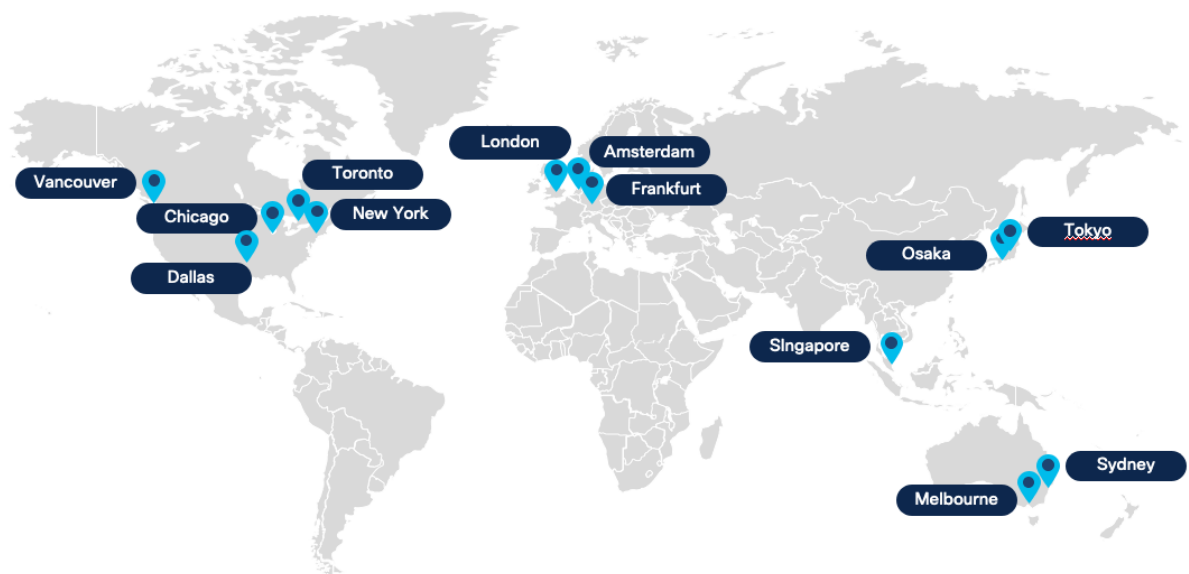 London
Amsterdam
Toronto
Vancouver
Frankfurt
Chicago
New York
Tokyo
Osaka
Dallas
SIngapore
Sydney
Melbourne